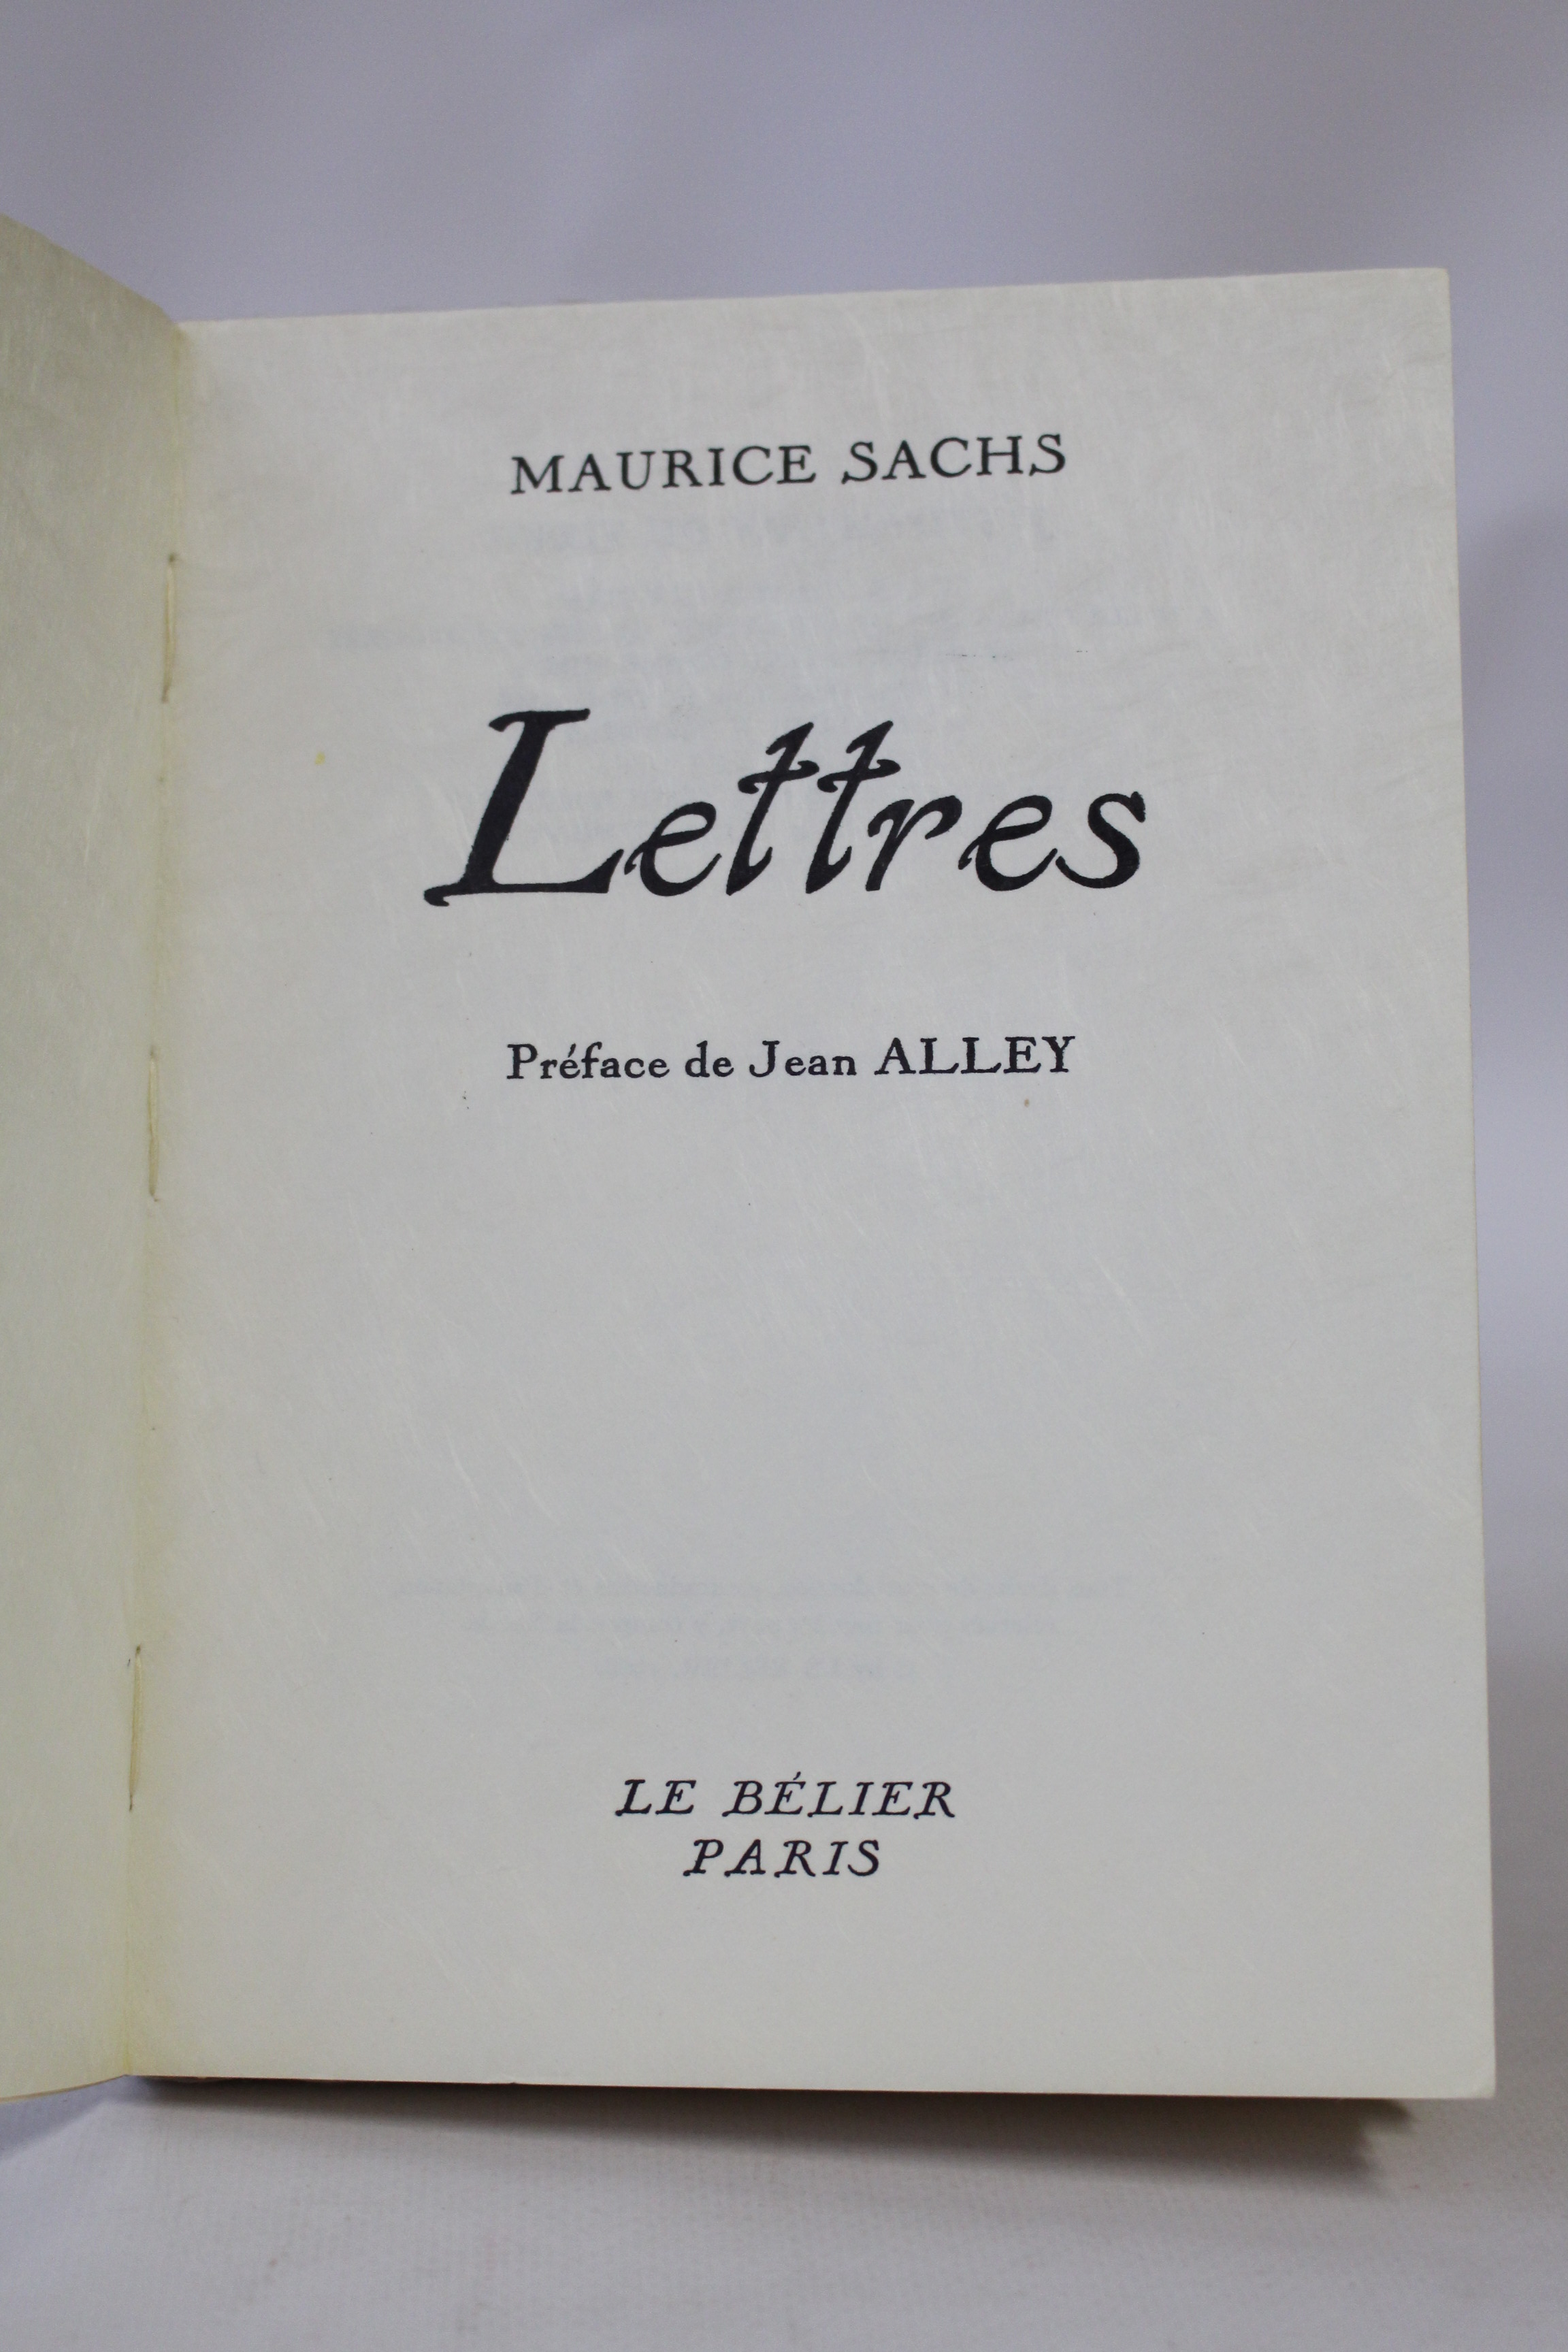 MAURICE SACHS
Lettres
Préface de Jean ALLEY
LE BÉLIER
PARIS